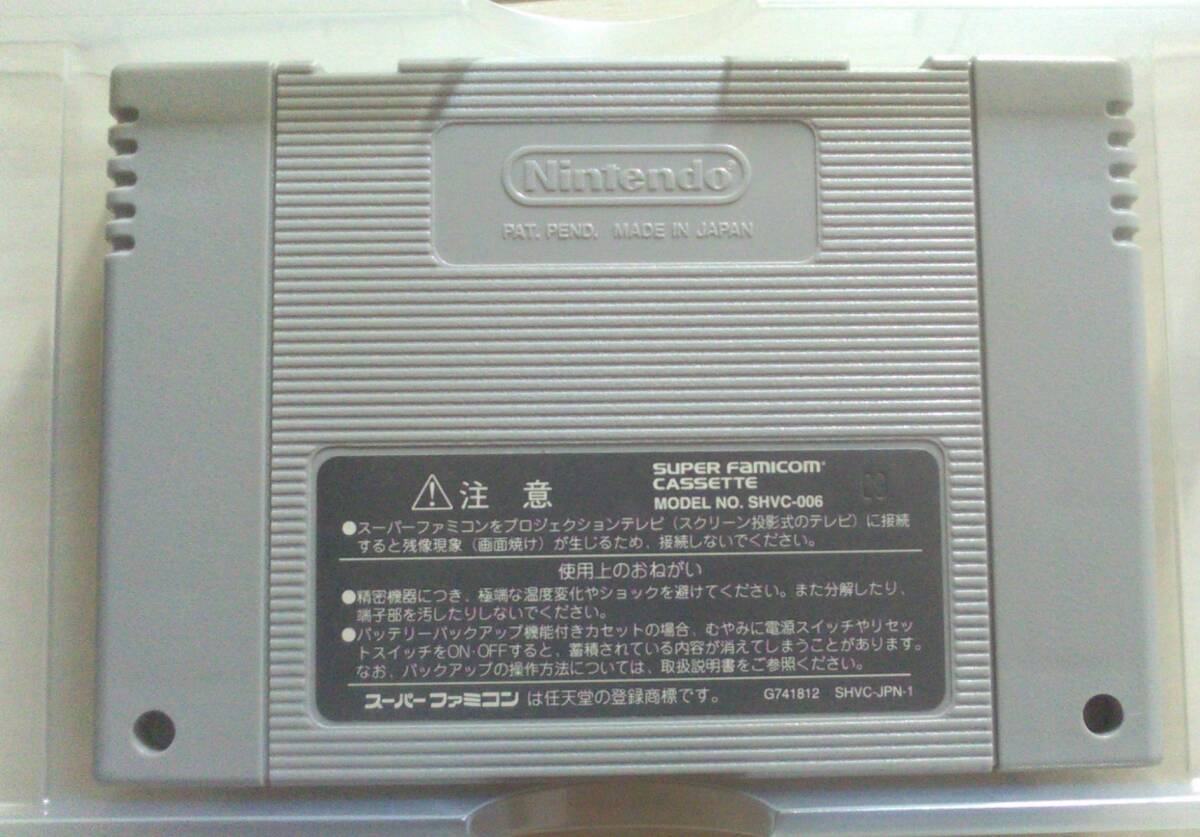 Nintendo
PAT. PEND. MADE IN JAPAN
注意
SUPER FAMICOM
CASSETTE
MODEL NO. SHVC-006
●スーパーファミコンをプロジェクションテレビ（スクリーン投影式のテレビ）に接続
すると残像現象（画面焼け）が生じるため、接続しないでください。
使用上のおねがい
●精密機器につき、極端な温度変化やショックを避けてください。また分解したり、
端子部を汚したりしないでください。
●バッテリーバックアップ機能付きカセットの場合、むやみに電源スイッチやリセッ
トスイッチをON・OFFすると、蓄積されている内容が消えてしまうことがあります。
なお、バックアップの操作方法については、取扱説明書をご参照ください。
スーパーファミコンは任天堂の登録商標です。 G741812 SHVC-JPN-1